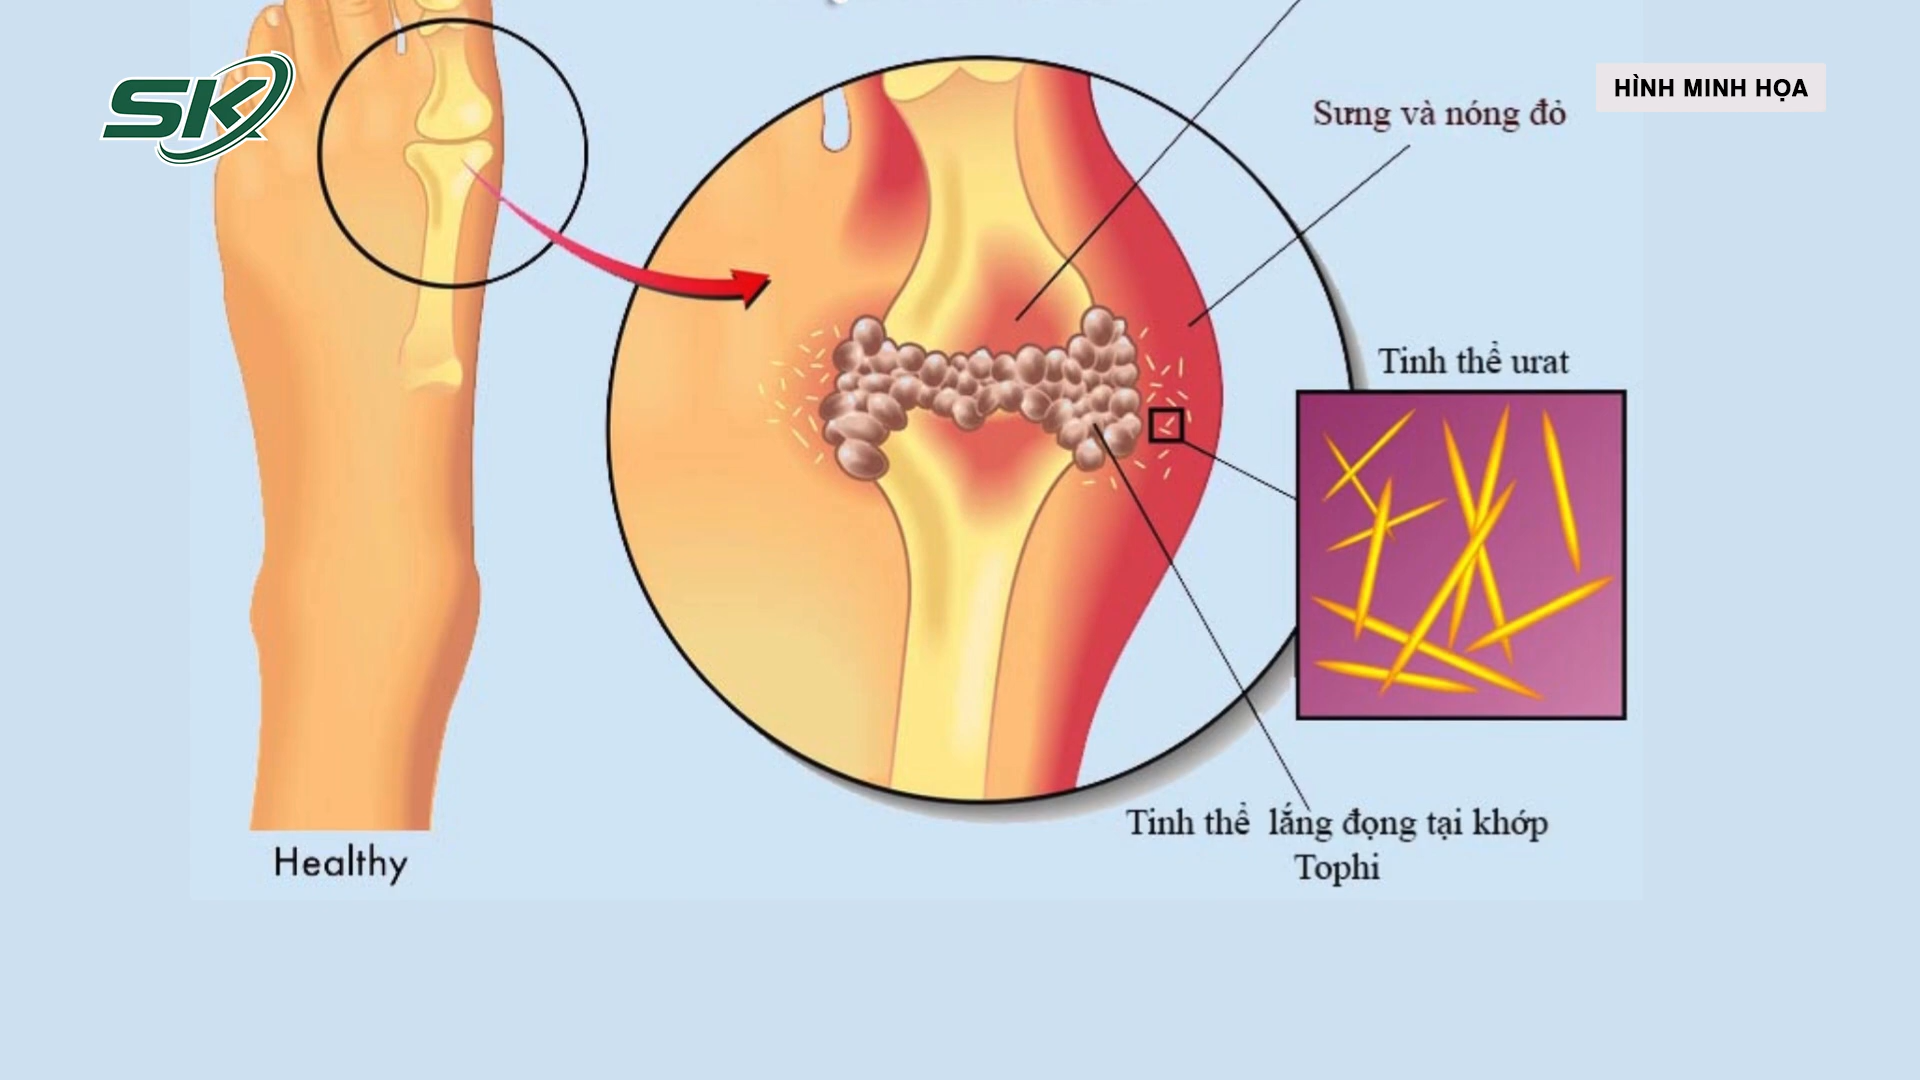 SK
HÌNH MINH HỌA
Sưng và nóng đỏ
Tinh thể urat
Tinh thể lắng đọng tại khớp
Tophi
Healthy